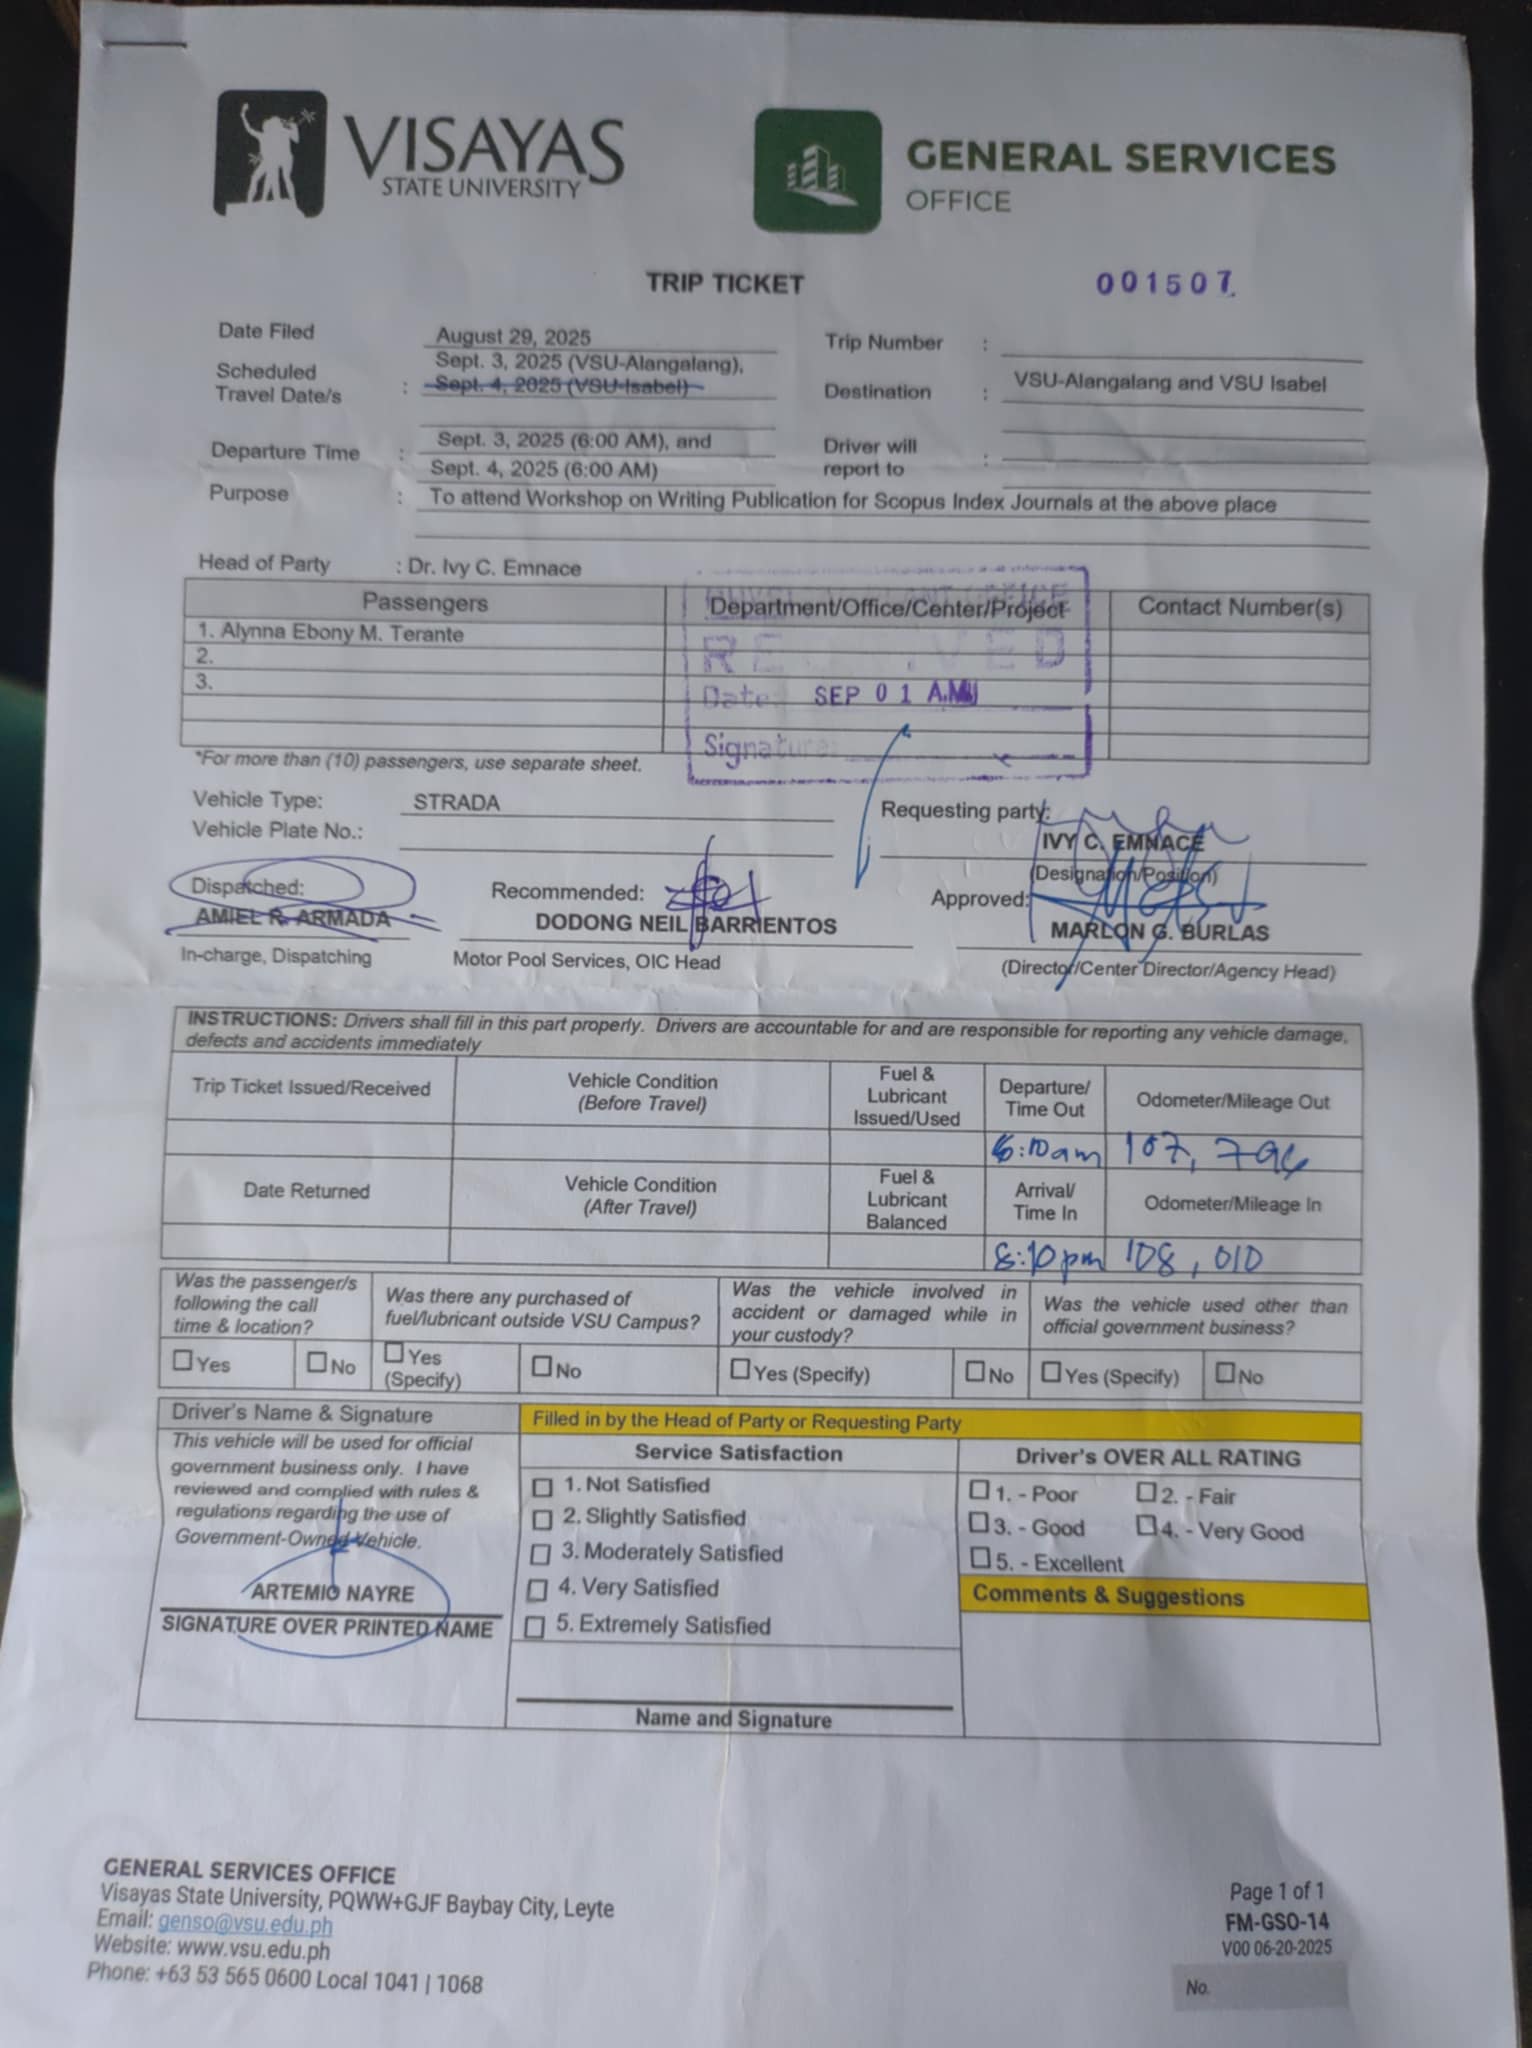 VISAYAS
STATE UNIVERSITY
GENERAL SERVICES
OFFICE
TRIP TICKET
001507
Date Filed August 29, 2025
Trip Number :
Scheduled Travel Date/s : Sept. 3, 2025 (VSU-Alangalang),
Sept. 4, 2025 (VSU-Isabel)
Destination : VSU-Alangalang and VSU Isabel
Departure Time : Sept. 3, 2025 (6:00 AM), and
Sept. 4, 2025 (6:00 AM)
Driver will report to :
Purpose : To attend Workshop on Writing Publication for Scopus Index Journals at the above place
Head of Party : Dr. Ivy C. Emnace
Passengers Department/Office/Center/Project Contact Number(s)
1. Alynna Ebony M. Terante
2.
3.
RECEIVED
Date: SEP 01 A.M.
Signature:
*For more than (10) passengers, use separate sheet.
Vehicle Type: STRADA
Vehicle Plate No.:
Requesting party:
IVY C. EMNACE
(Designation/Position)
Dispatched:
AMIEL R. ARMADA
In-charge, Dispatching
Recommended:
DODONG NEIL BARRIENTOS
Motor Pool Services, OIC Head
Approved:
MARLON G. BURLAS
(Director/Center Director/Agency Head)
INSTRUCTIONS: Drivers shall fill in this part properly. Drivers are accountable for and are responsible for reporting any vehicle damage,
defects and accidents immediately
Trip Ticket Issued/Received
Vehicle Condition
(Before Travel)
Fuel &
Lubricant
Issued/Used
Departure/
Time Out
Odometer/Mileage Out
6:10am 107,
Date Returned
Vehicle Condition
(After Travel)
Fuel &
Lubricant
Balanced
Arrival/
Time In
Odometer/Mileage In
8:10pm 108,010
Was the passenger/s
following the call
time & location?
Was there any purchased of
fuel/lubricant outside VSU Campus?
Was the vehicle involved in
accident or damaged while in
your custody?
Was the vehicle used other than
official government business?
Yes No Yes (Specify) No Yes (Specify) No Yes (Specify) No
Driver's Name & Signature
This vehicle will be used for official
government business only. I have
reviewed and complied with rules &
regulations regarding the use of
Government-Owned Vehicle.
ARTEMIO NAYRE
SIGNATURE OVER PRINTED NAME
Filled in by the Head of Party or Requesting Party
Service Satisfaction
1. Not Satisfied
2. Slightly Satisfied
3. Moderately Satisfied
4. Very Satisfied
5. Extremely Satisfied
Name and Signature
Driver's OVER ALL RATING
1. - Poor 2. - Fair
3. - Good 4. - Very Good
5. - Excellent
Comments & Suggestions
GENERAL SERVICES OFFICE
Visayas State University, PQWW+GJF Baybay City, Leyte
Email: genso@vsu.edu.ph
Website: www.vsu.edu.ph
Phone: +63 53 565 0600 Local 1041 | 1068
Page 1 of 1
FM-GSO-14
V00 06-20-2025
No.